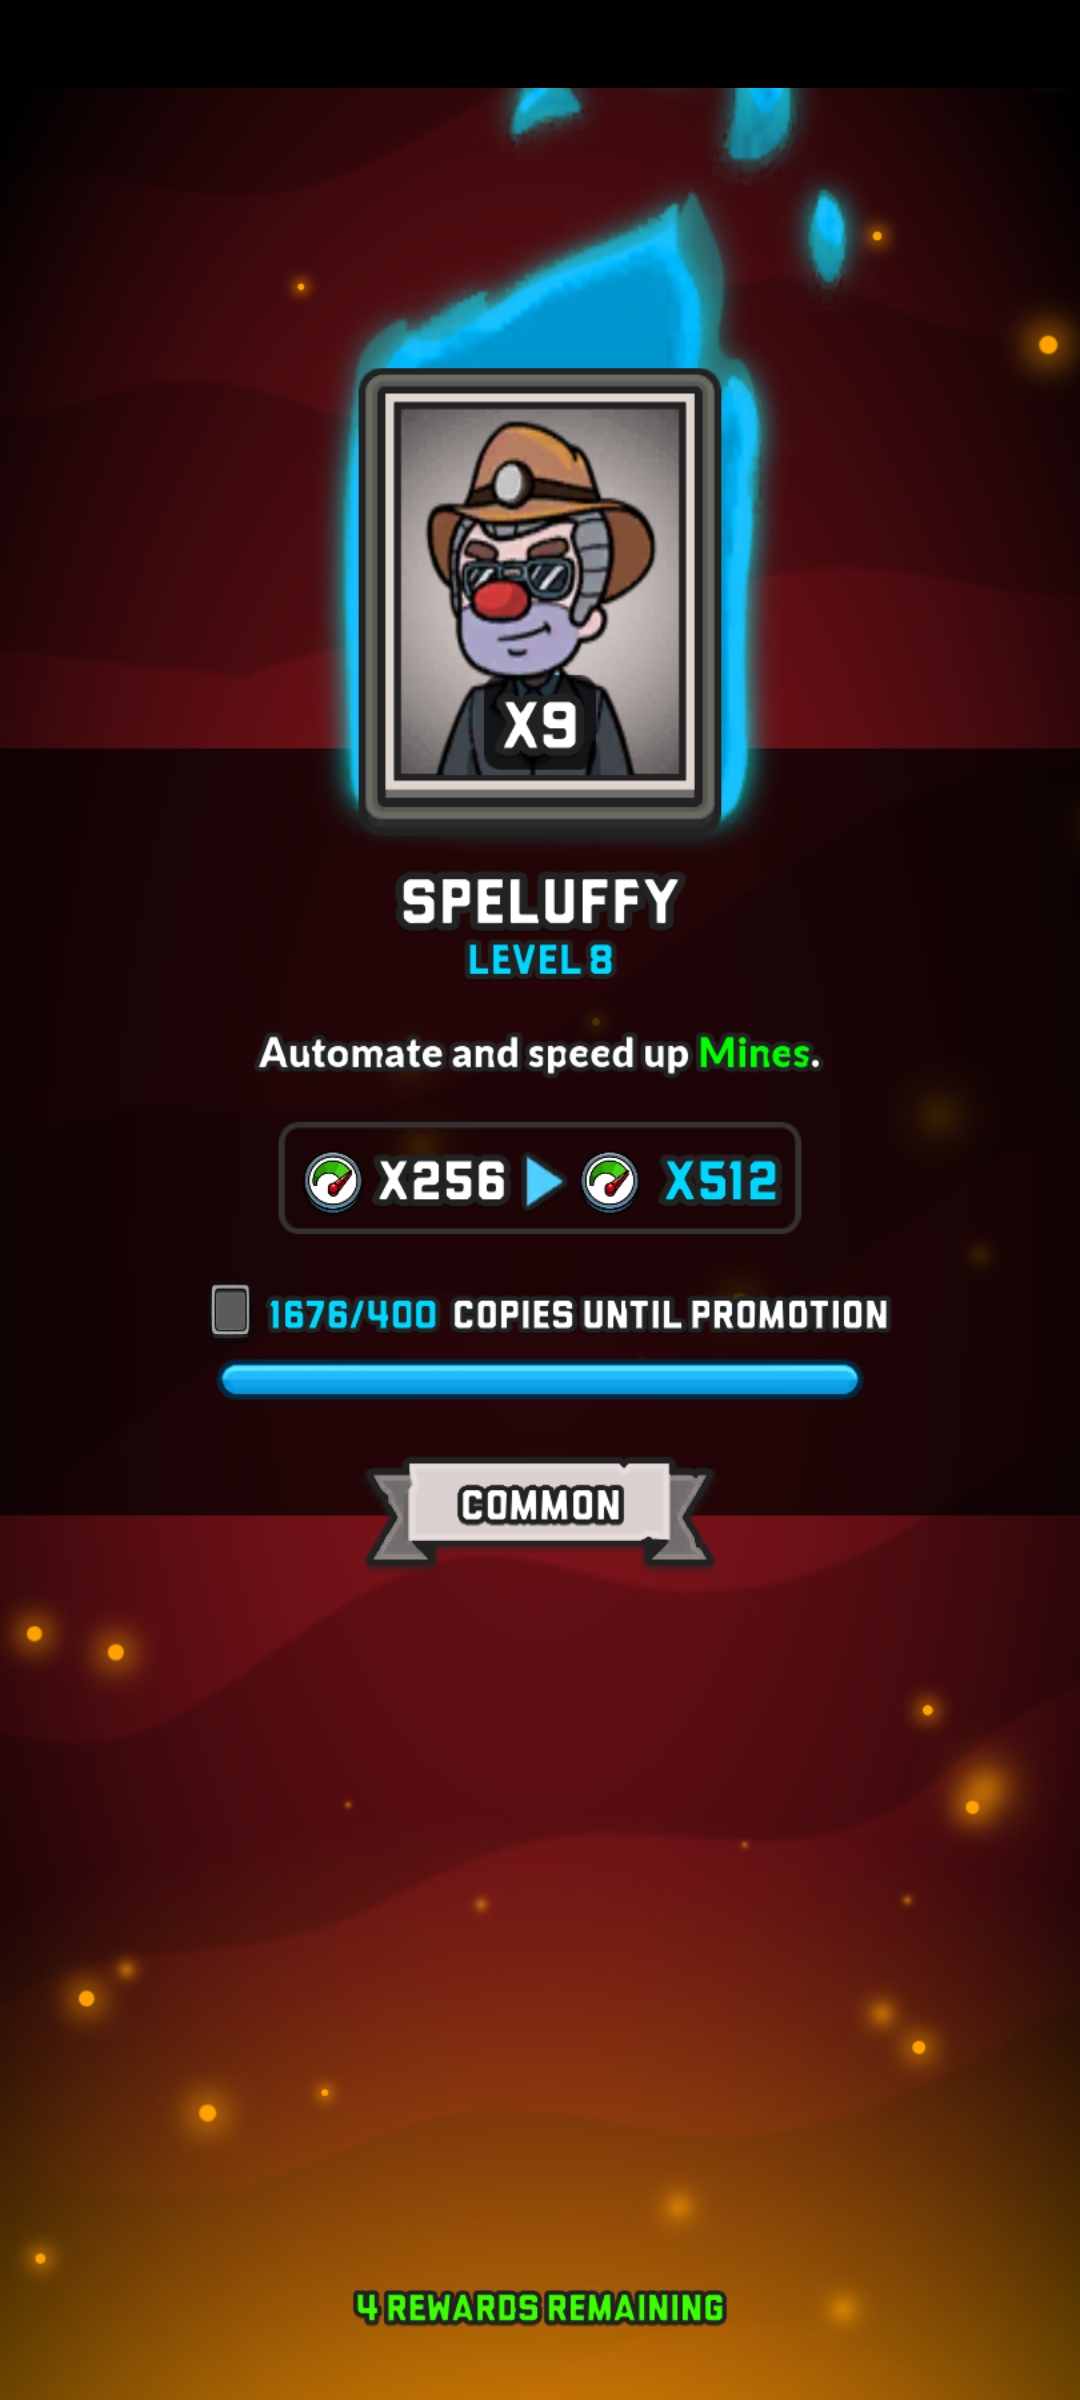 X9
SPELUFFY
LEVEL 8
Automate and speed up Mines.
X256 X512
1676/400 COPIES UNTIL PROMOTION
COMMON
4 REWARDS REMAINING